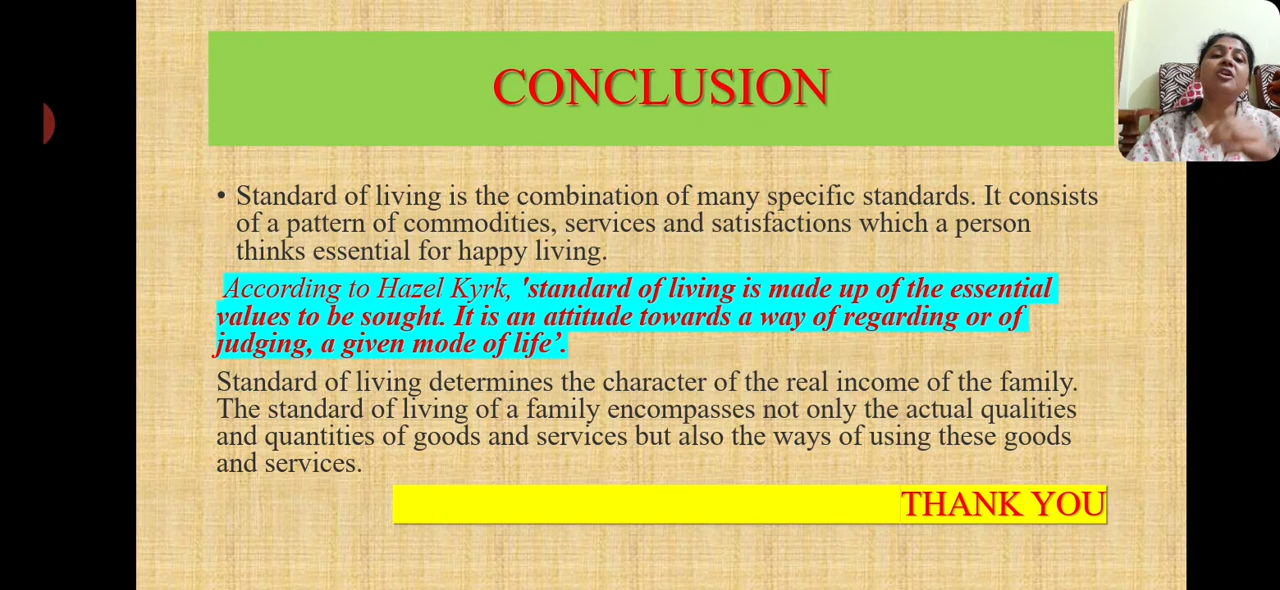 CONCLUSION
• Standard of living is the combination of many specific standards. It consists
of a pattern of commodities, services and satisfactions which a person
thinks essential for happy living.
According to Hazel Kyrk, 'standard of living is made up of the essential
values to be sought. It is an attitude towards a way of regarding or of
judging, a given mode of life’.
Standard of living determines the character of the real income of the family.
The standard of living of a family encompasses not only the actual qualities
and quantities of goods and services but also the ways of using these goods
and services.
THANK YOU